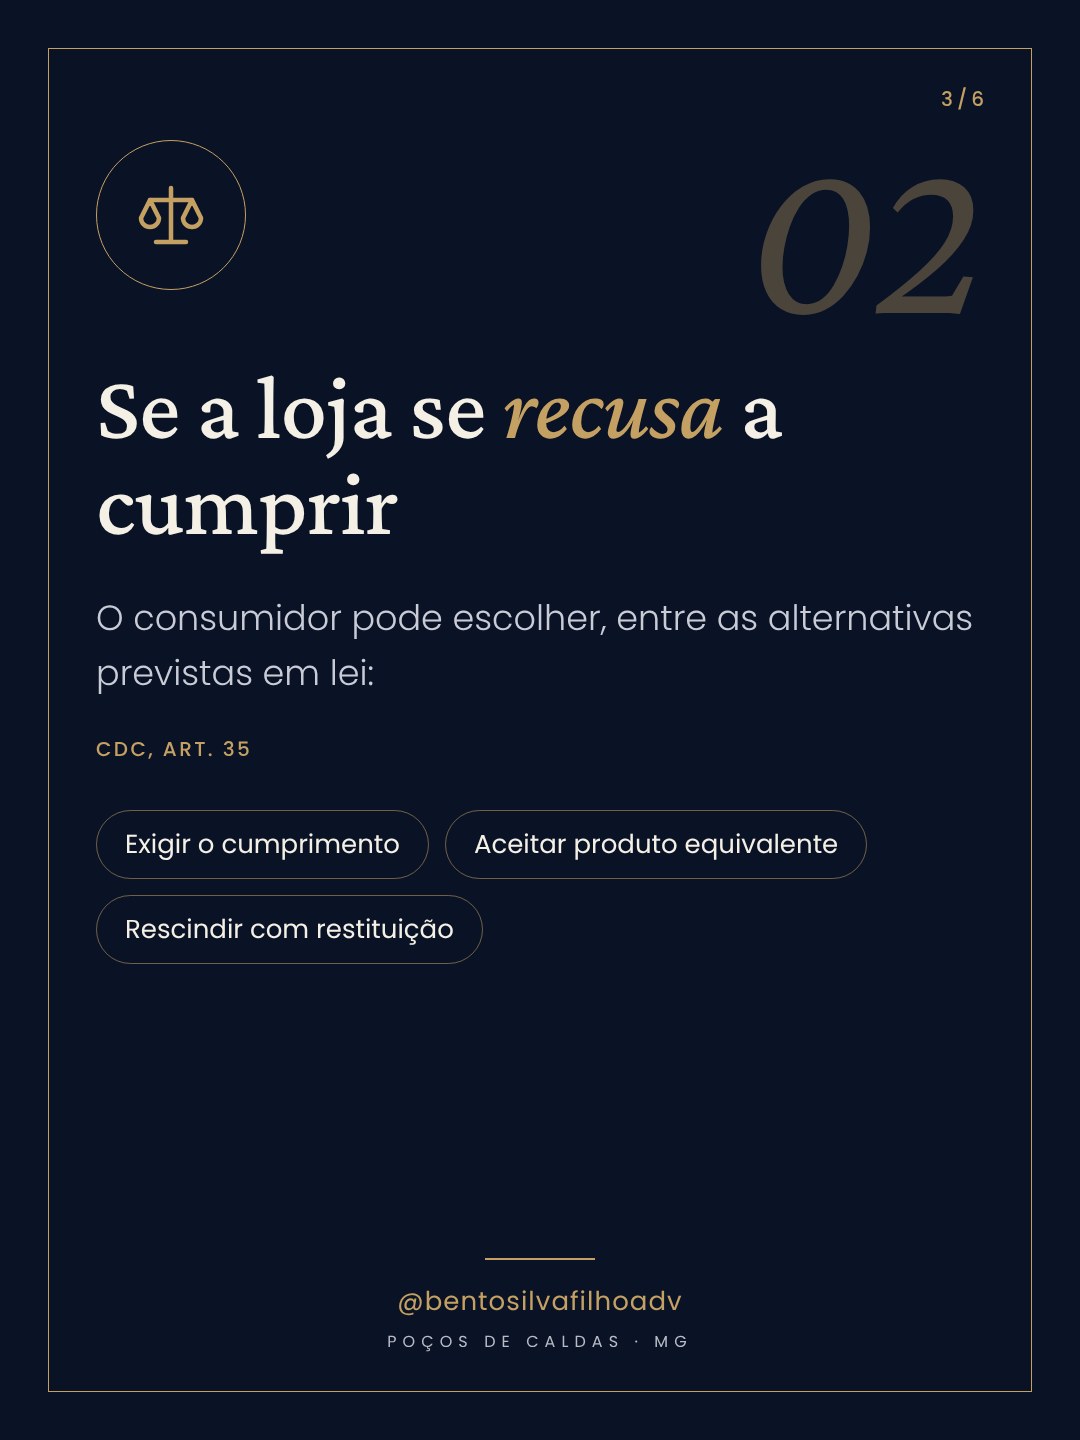 3 / 6
02
Se a loja se recusa a
cumprir
O consumidor pode escolher, entre as alternativas
previstas em lei:
CDC, ART. 35
Exigir o cumprimento
Aceitar produto equivalente
Rescindir com restituição
@bentosilvafilhoadv
POÇOS DE CALDAS · MG